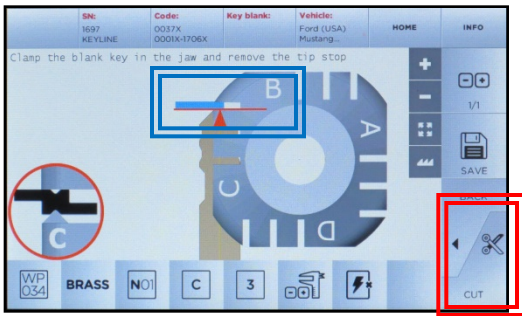 SN:
1697
KEYLINE
Code:
0037X
0001X-1706X
Key blank:
Vehicle:
Ford (USA)
Mustang...
HOME
INFO
Clamp the blank key in the jaw and remove the tip stop
B
A
C
D
1/1
SAVE
BACK
C
WP
034
BRASS
N01
C
3
CUT